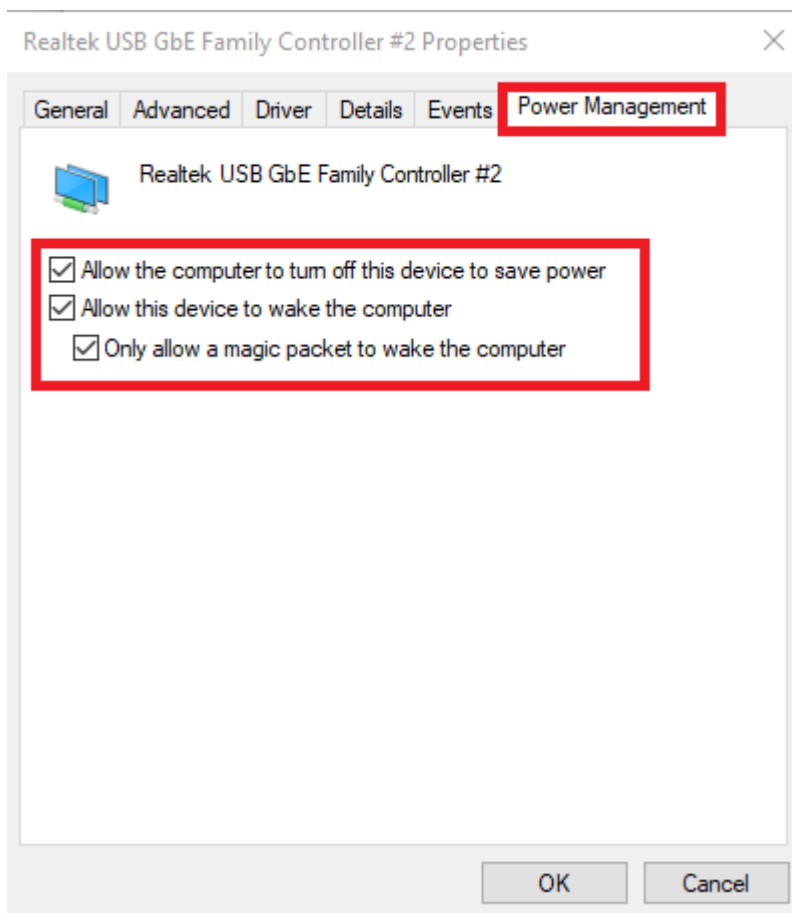 Realtek USB GbE Family Controller #2 Properties
General Advanced Driver Details Events Power Management
Realtek USB GbE Family Controller #2
Allow the computer to turn off this device to save power
Allow this device to wake the computer
Only allow a magic packet to wake the computer
OK Cancel